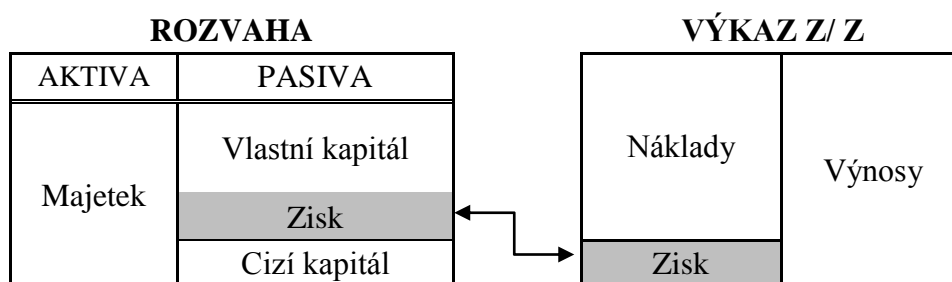 ROZVAHA
VÝKAZ Z/ Z
AKTIVA
PASIVA
Majetek
Vlastní kapitál
Zisk
Cizí kapitál
Náklady
Výnosy
Zisk